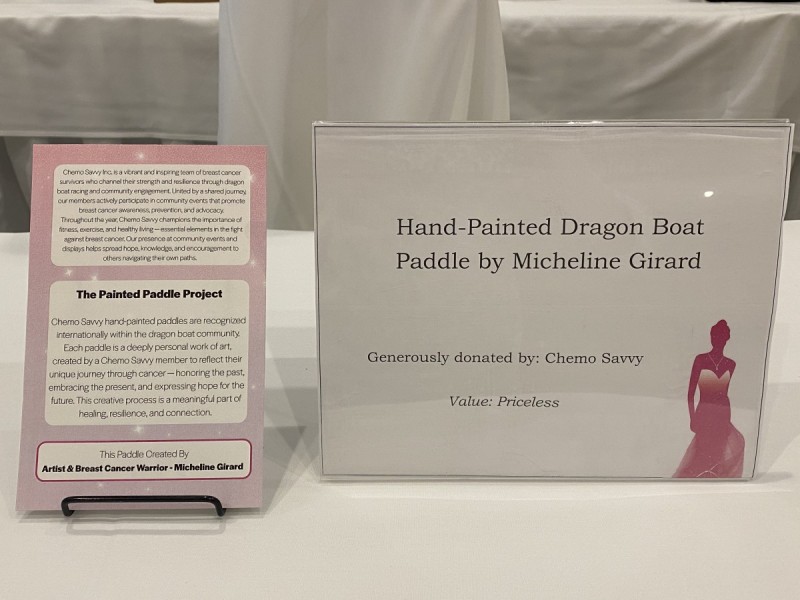 Chemo Savvy Inc. is a vibrant and inspiring team of breast cancer
survivors who channel their strength and resilience through dragon
boat racing and community engagement. United by a shared journey,
our members actively participate in community events that promote
breast cancer awareness, prevention, and advocacy.
Throughout the year, Chemo Savvy champions the importance of
fitness, exercise, and healthy living — essential elements in the fight
against breast cancer. Our presence at community events and
displays helps spread hope, knowledge, and encouragement to
others navigating their own paths.
The Painted Paddle Project
Chemo Savvy hand-painted paddles are recognized
internationally within the dragon boat community.
Each paddle is a deeply personal work of art,
created by a Chemo Savvy member to reflect their
unique journey through cancer — honoring the past,
embracing the present, and expressing hope for the
future. This creative process is a meaningful part of
healing, resilience, and connection.
This Paddle Created By
Artist & Breast Cancer Warrior - Micheline Girard
Hand-Painted Dragon Boat
Paddle by Micheline Girard
Generously donated by: Chemo Savvy
Value: Priceless